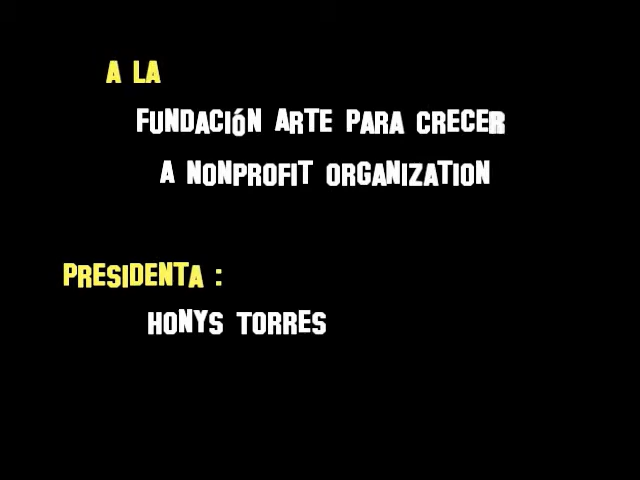 A LA
FUNDACIÓN ARTE PARA CRECER
A NONPROFIT ORGANIZATION
PRESIDENTA :
HONYS TORRES